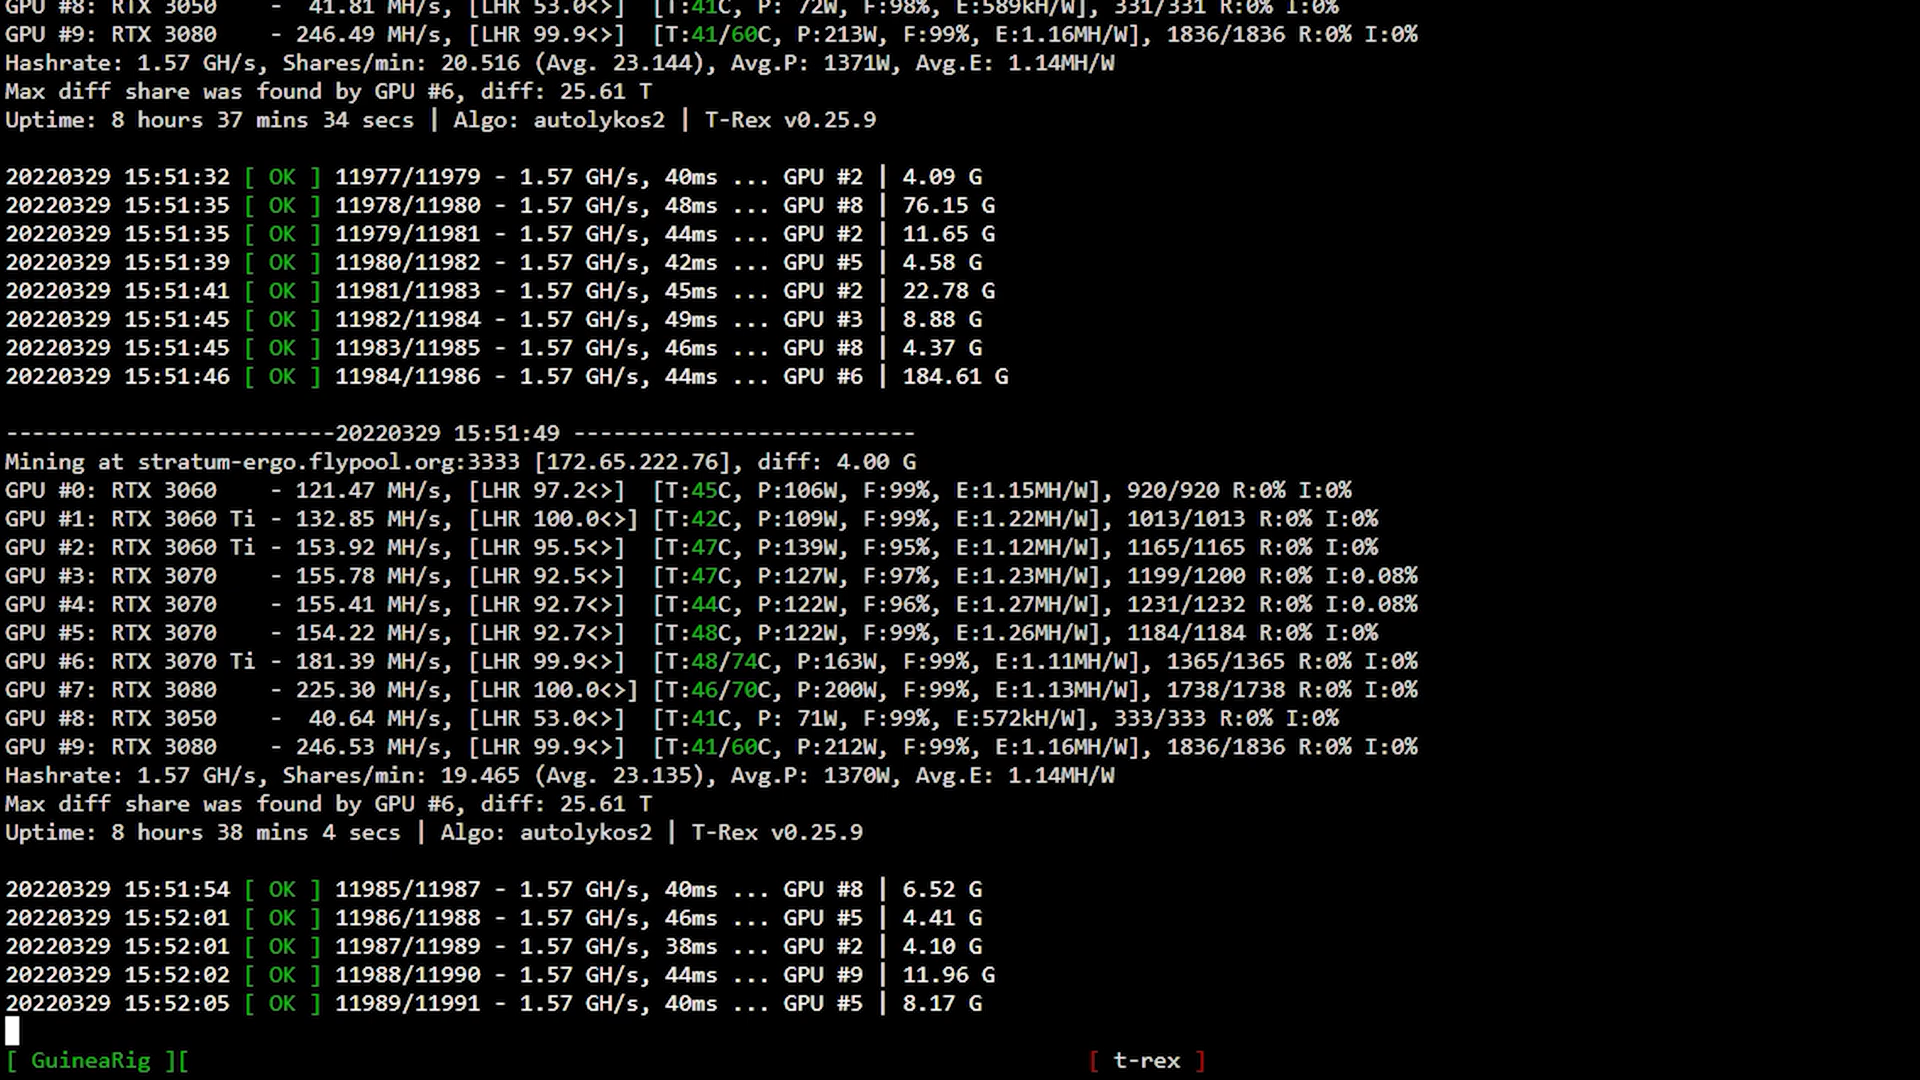 GPU #8: RTX 3050    -  41.81 MH/s, [LHR 53.0<>]  [T:41C, P: 72W, F:98%, E:589kH/W], 331/331 R:0% I:0%
GPU #9: RTX 3080    - 246.49 MH/s, [LHR 99.9<>]  [T:41/60C, P:213W, F:99%, E:1.16MH/W], 1836/1836 R:0% I:0%
Hashrate: 1.57 GH/s, Shares/min: 20.516 (Avg. 23.144), Avg.P: 1371W, Avg.E: 1.14MH/W
Max diff share was found by GPU #6, diff: 25.61 T
Uptime: 8 hours 37 mins 34 secs | Algo: autolykos2 | T-Rex v0.25.9
20220329 15:51:32 [ OK ] 11977/11979 - 1.57 GH/s, 40ms ... GPU #2 | 4.09 G
20220329 15:51:35 [ OK ] 11978/11980 - 1.57 GH/s, 48ms ... GPU #8 | 76.15 G
20220329 15:51:35 [ OK ] 11979/11981 - 1.57 GH/s, 44ms ... GPU #2 | 11.65 G
20220329 15:51:39 [ OK ] 11980/11982 - 1.57 GH/s, 42ms ... GPU #5 | 4.58 G
20220329 15:51:41 [ OK ] 11981/11983 - 1.57 GH/s, 45ms ... GPU #2 | 22.78 G
20220329 15:51:45 [ OK ] 11982/11984 - 1.57 GH/s, 49ms ... GPU #3 | 8.88 G
20220329 15:51:45 [ OK ] 11983/11985 - 1.57 GH/s, 46ms ... GPU #8 | 4.37 G
20220329 15:51:46 [ OK ] 11984/11986 - 1.57 GH/s, 44ms ... GPU #6 | 184.61 G
-------------------------20220329 15:51:49 --------------------------
Mining at stratum-ergo.flypool.org:3333 [172.65.222.76], diff: 4.00 G
GPU #0: RTX 3060    - 121.47 MH/s, [LHR 97.2<>]  [T:45C, P:106W, F:99%, E:1.15MH/W], 920/920 R:0% I:0%
GPU #1: RTX 3060 Ti - 132.85 MH/s, [LHR 100.0<>] [T:42C, P:109W, F:99%, E:1.22MH/W], 1013/1013 R:0% I:0%
GPU #2: RTX 3060 Ti - 153.92 MH/s, [LHR 95.5<>]  [T:47C, P:139W, F:95%, E:1.12MH/W], 1165/1165 R:0% I:0%
GPU #3: RTX 3070    - 155.78 MH/s, [LHR 92.5<>]  [T:47C, P:127W, F:97%, E:1.23MH/W], 1199/1200 R:0% I:0.08%
GPU #4: RTX 3070    - 155.41 MH/s, [LHR 92.7<>]  [T:44C, P:122W, F:96%, E:1.27MH/W], 1231/1232 R:0% I:0.08%
GPU #5: RTX 3070    - 154.22 MH/s, [LHR 92.7<>]  [T:48C, P:122W, F:99%, E:1.26MH/W], 1184/1184 R:0% I:0%
GPU #6: RTX 3070 Ti - 181.39 MH/s, [LHR 99.9<>]  [T:48/74C, P:163W, F:99%, E:1.11MH/W], 1365/1365 R:0% I:0%
GPU #7: RTX 3080    - 225.30 MH/s, [LHR 100.0<>] [T:46/70C, P:200W, F:99%, E:1.13MH/W], 1738/1738 R:0% I:0%
GPU #8: RTX 3050    -  40.64 MH/s, [LHR 53.0<>]  [T:41C, P: 71W, F:99%, E:572kH/W], 333/333 R:0% I:0%
GPU #9: RTX 3080    - 246.53 MH/s, [LHR 99.9<>]  [T:41/60C, P:212W, F:99%, E:1.16MH/W], 1836/1836 R:0% I:0%
Hashrate: 1.57 GH/s, Shares/min: 19.465 (Avg. 23.135), Avg.P: 1370W, Avg.E: 1.14MH/W
Max diff share was found by GPU #6, diff: 25.61 T
Uptime: 8 hours 38 mins 4 secs | Algo: autolykos2 | T-Rex v0.25.9
20220329 15:51:54 [ OK ] 11985/11987 - 1.57 GH/s, 40ms ... GPU #8 | 6.52 G
20220329 15:52:01 [ OK ] 11986/11988 - 1.57 GH/s, 46ms ... GPU #5 | 4.41 G
20220329 15:52:01 [ OK ] 11987/11989 - 1.57 GH/s, 38ms ... GPU #2 | 4.10 G
20220329 15:52:02 [ OK ] 11988/11990 - 1.57 GH/s, 44ms ... GPU #9 | 11.96 G
20220329 15:52:05 [ OK ] 11989/11991 - 1.57 GH/s, 40ms ... GPU #5 | 8.17 G
[ GuineaRig ][ [ t-rex ]